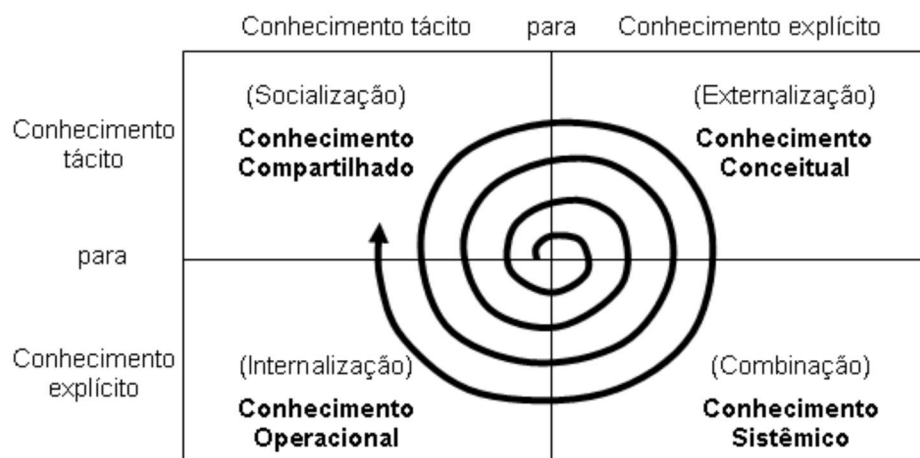 Conhecimento tácito para Conhecimento explícito
Conhecimento
tácito
(Socialização)
Conhecimento
Compartilhado
(Externalização)
Conhecimento
Conceitual
para
Conhecimento
explícito
(Internalização)
Conhecimento
Operacional
(Combinação)
Conhecimento
Sistêmico